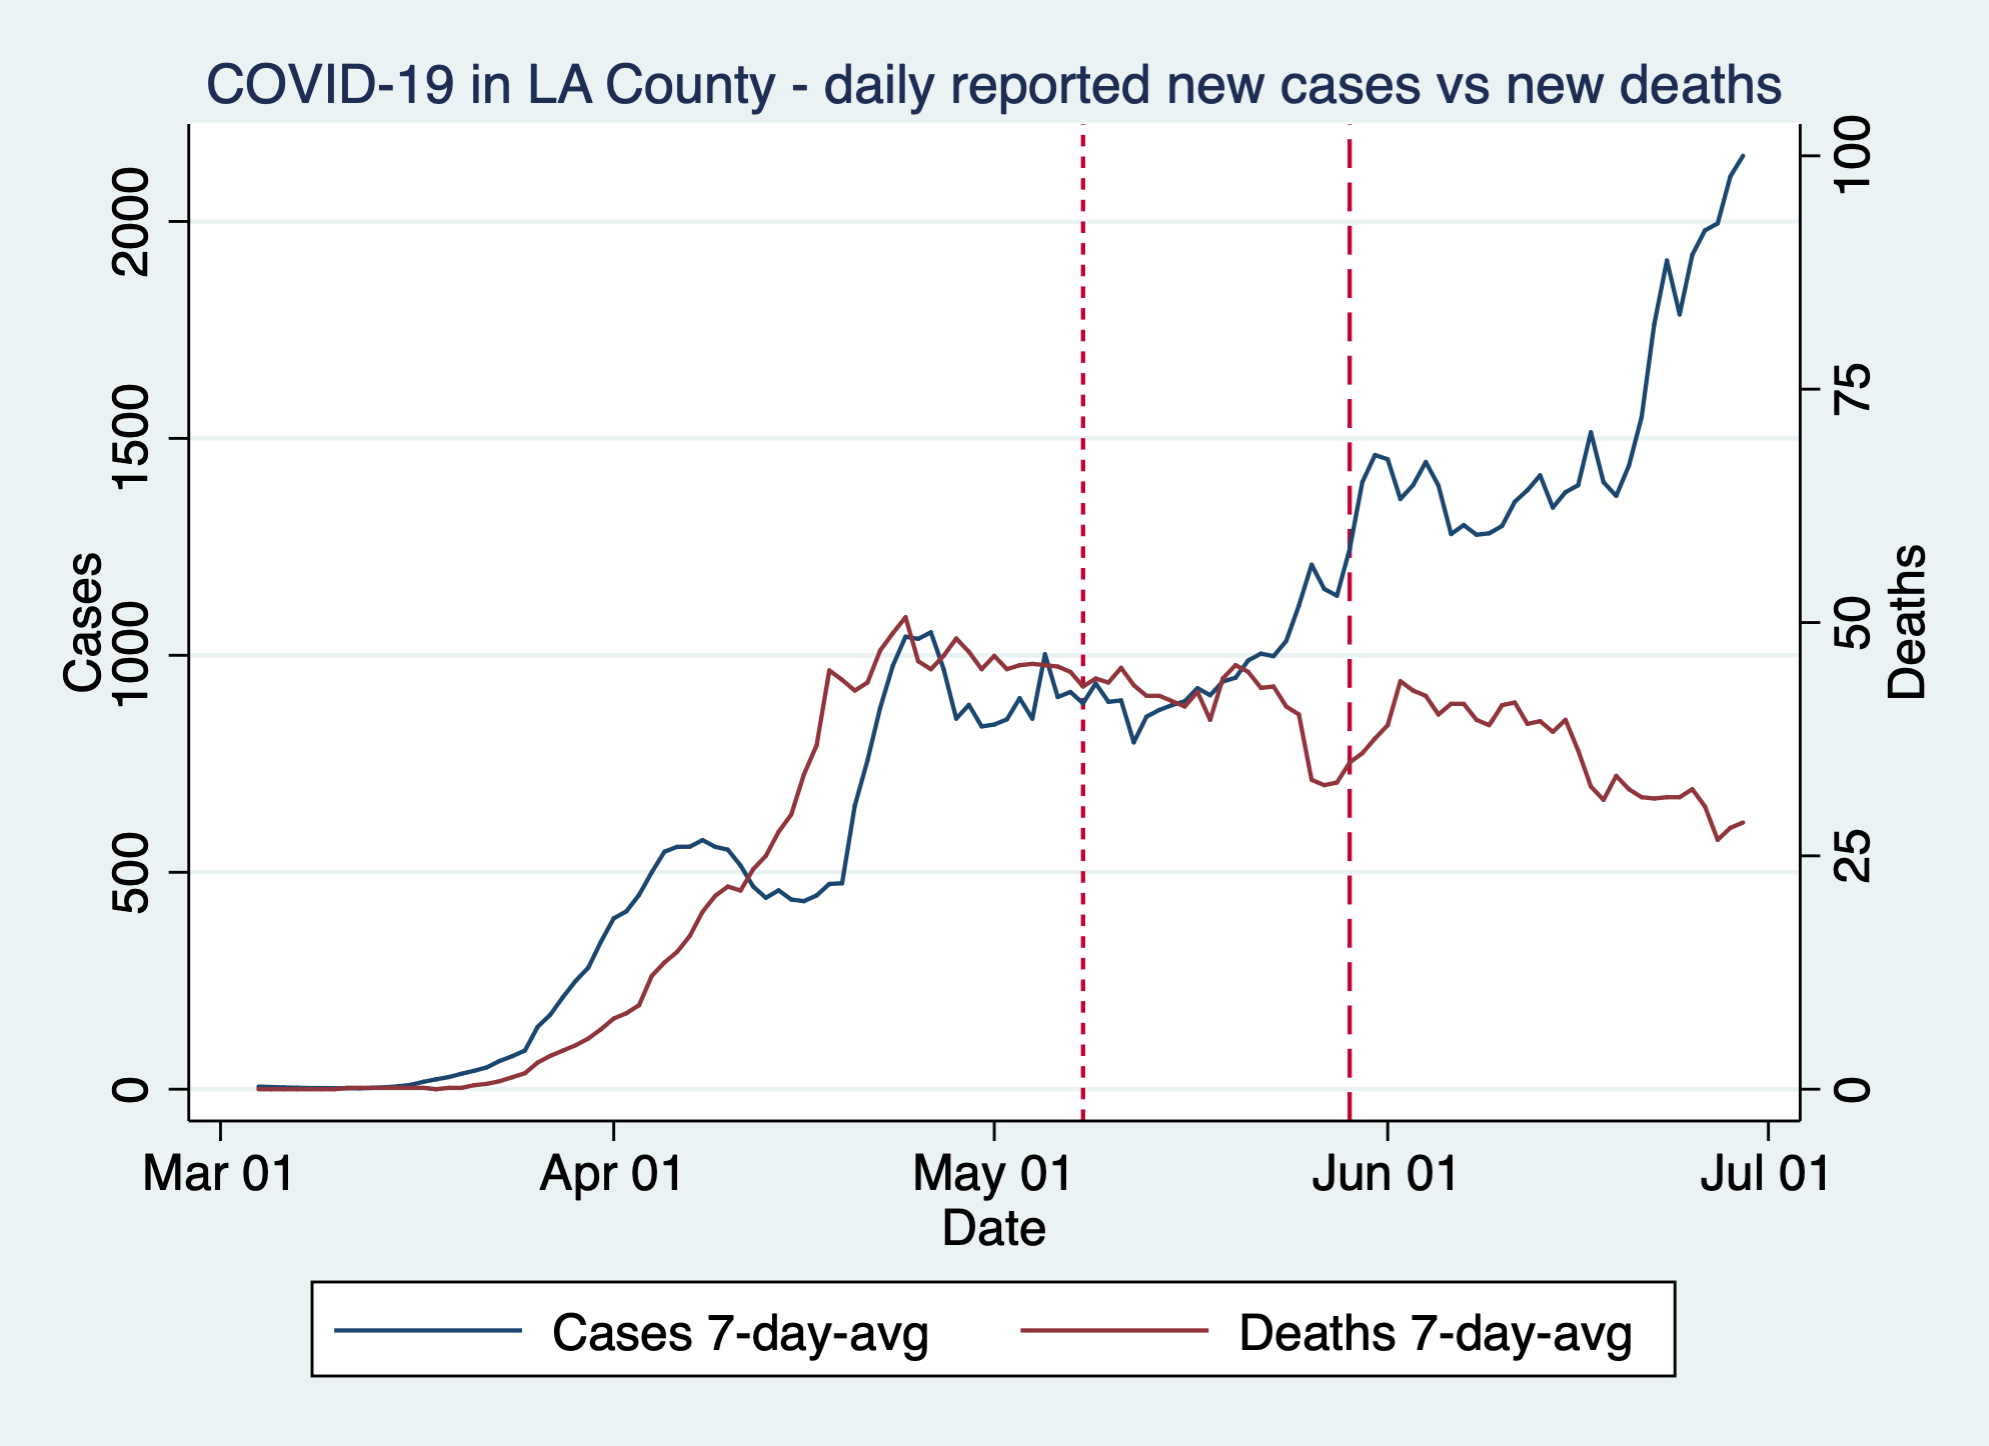 COVID-19 in LA County - daily reported new cases vs new deaths
Cases
2000
1500
1000
500
0
Deaths
100
75
50
25
0
Mar 01 Apr 01 May 01 Jun 01 Jul 01
Date
Cases 7-day-avg Deaths 7-day-avg